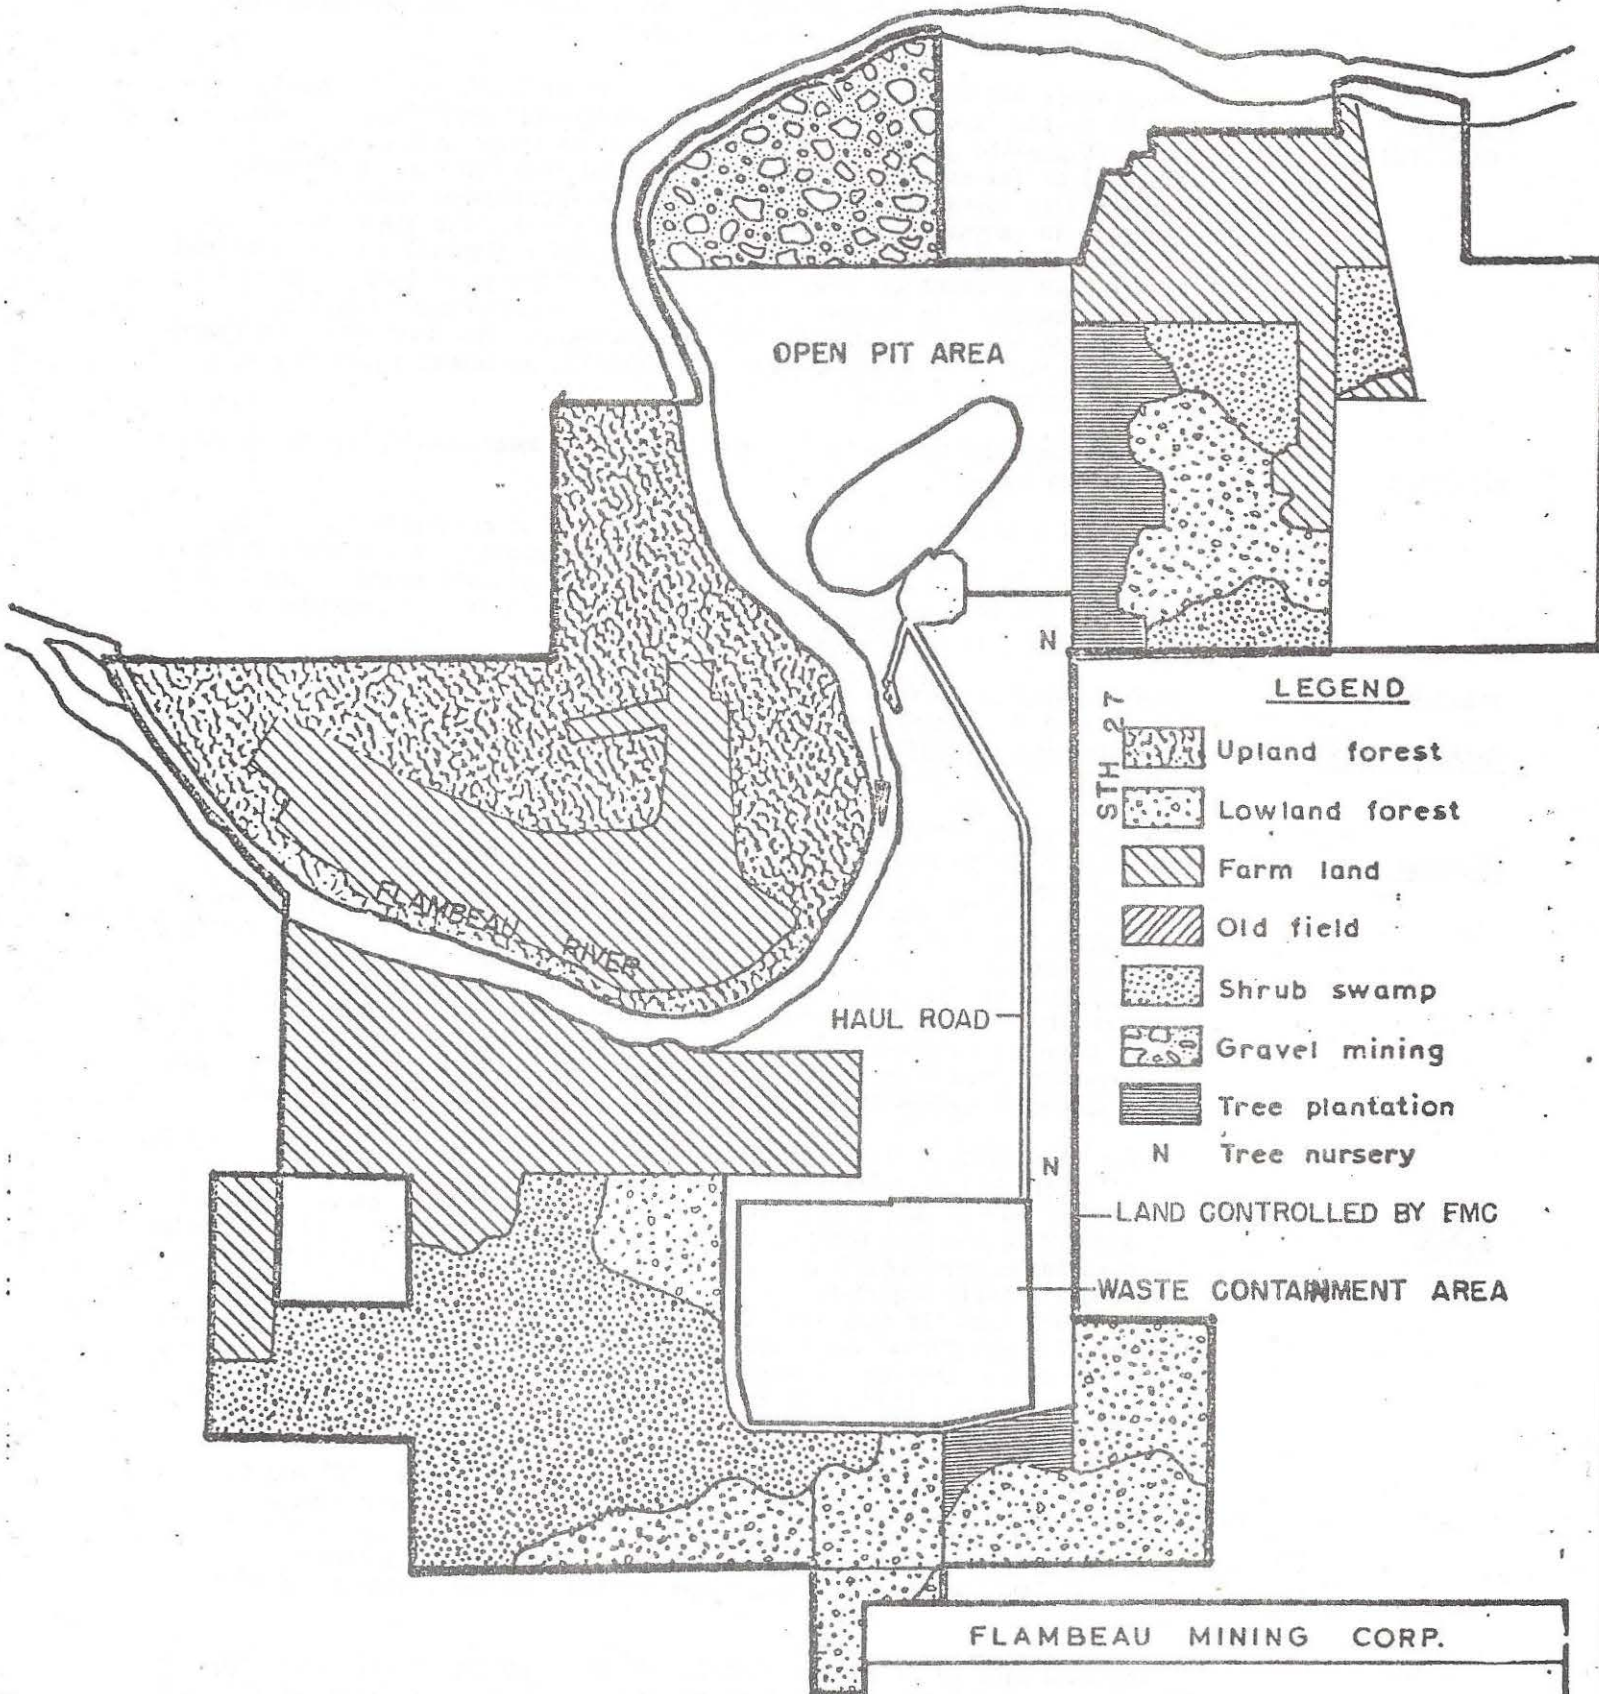 OPEN PIT AREA
N
STH 27
LEGEND
Upland forest
Lowland forest
Farm land
Old field
Shrub swamp
Gravel mining
Tree plantation
N Tree nursery
FLAMBEAU RIVER
HAUL ROAD
N
LAND CONTROLLED BY FMC
WASTE CONTAINMENT AREA
FLAMBEAU MINING CORP.